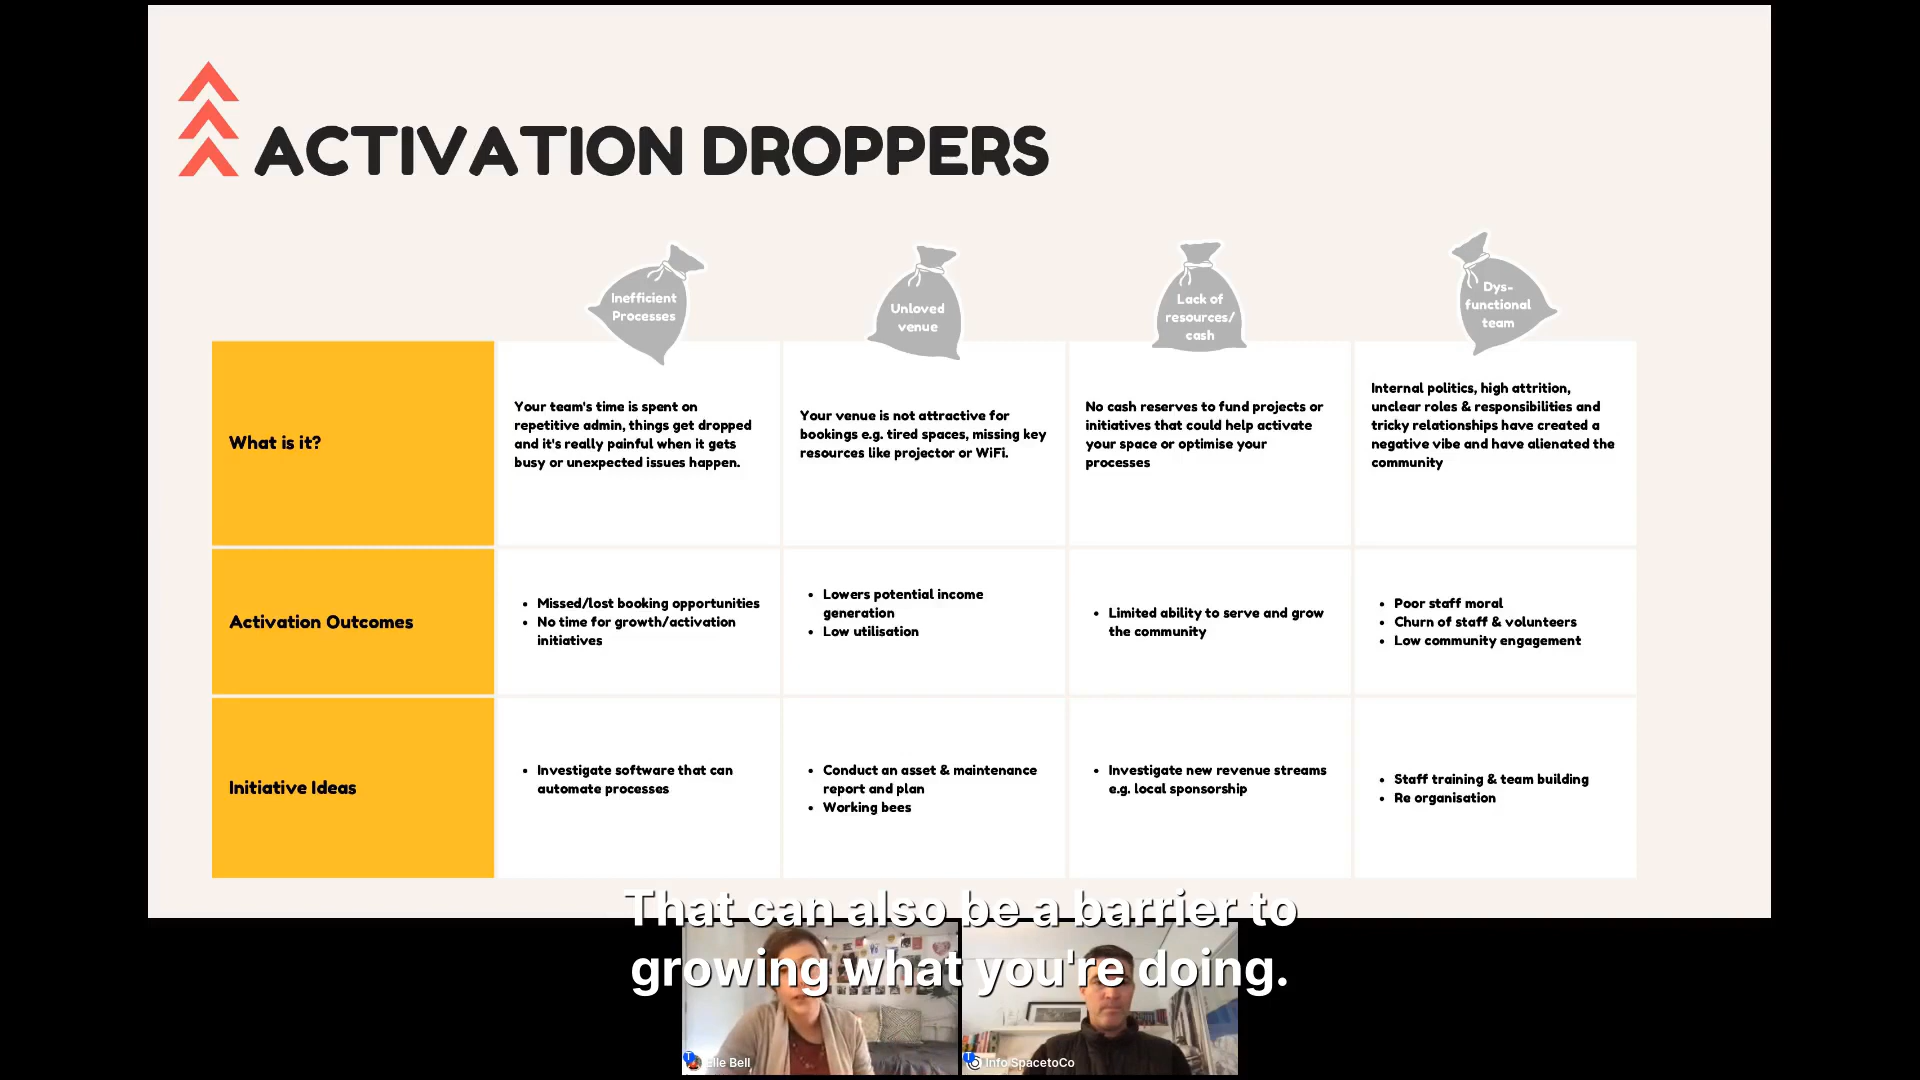 ACTIVATION DROPPERS
Inefficient
Processes
Unloved
venue
Lack of
resources/
cash
Dys-
functional
team
What is it?
Your team's time is spent on
repetitive admin, things get dropped
and it's really painful when it gets
busy or unexpected issues happen.
Your venue is not attractive for
bookings e.g. tired spaces, missing key
resources like projector or WiFi.
No cash reserves to fund projects or
initiatives that could help activate
your space or optimise your
processes
Internal politics, high attrition,
unclear roles & responsibilities and
tricky relationships have created a
negative vibe and have alienated the
community
Activation Outcomes
• Missed/lost booking opportunities
• No time for growth/activation
initiatives
• Lowers potential income
generation
• Low utilisation
• Limited ability to serve and grow
the community
• Poor staff moral
• Churn of staff & volunteers
• Low community engagement
Initiative Ideas
• Investigate software that can
automate processes
• Conduct an asset & maintenance
report and plan
• Working bees
• Investigate new revenue streams
e.g. local sponsorship
• Staff training & team building
• Re organisation
That can also be a barrier to
growing what you're doing.
Elle Bell
Info SpacetoCo